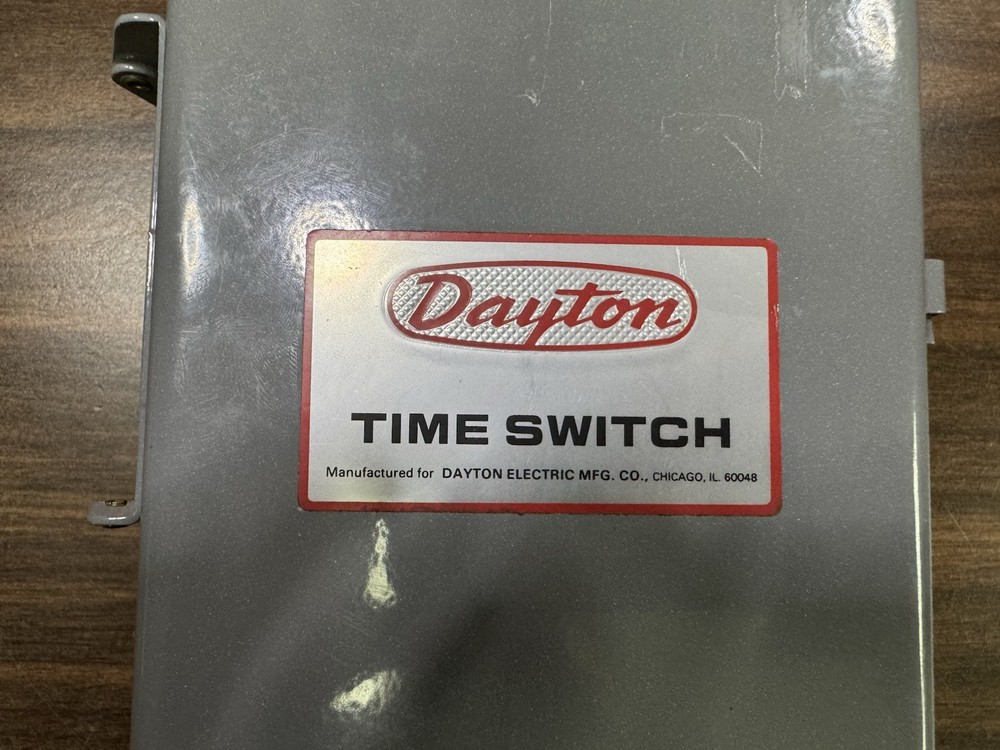 Dayton
TIME SWITCH
Manufactured for DAYTON ELECTRIC MFG. CO., CHICAGO, IL. 60048